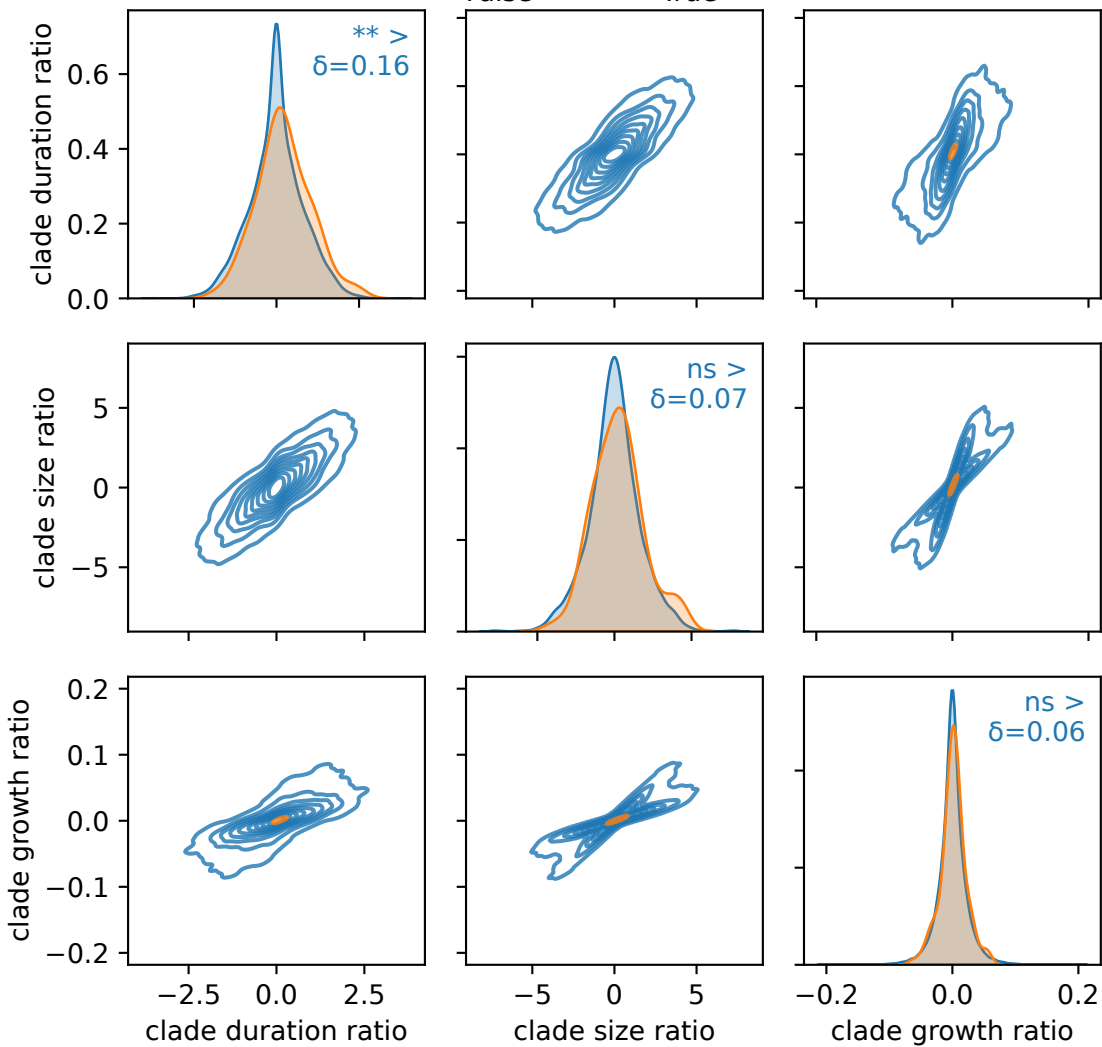 clade duration ratio
0.6
0.4
0.2
0.0
** >
δ=0.16
clade size ratio
5
0
−5
ns >
δ=0.07
clade growth ratio
0.2
0.1
0.0
−0.1
−0.2
ns >
δ=0.06
−2.5 0.0 2.5
−5 0 5
−0.2 0.0 0.2
clade duration ratio
clade size ratio
clade growth ratio